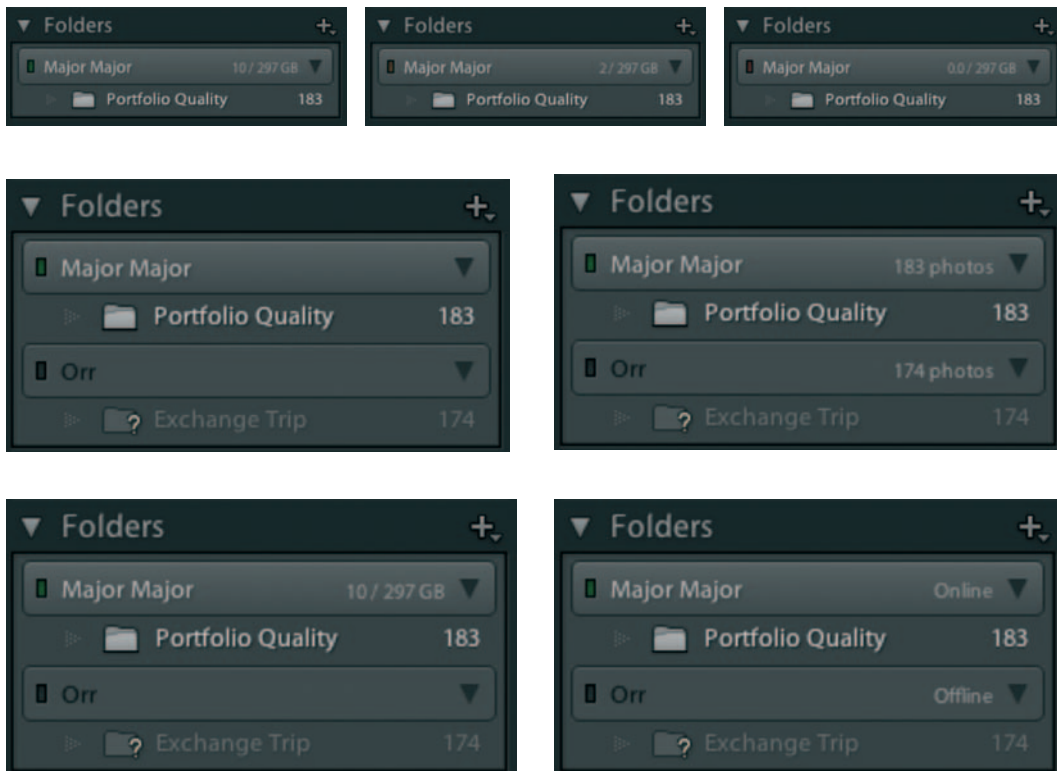 Folders
Major Major 10 / 297 GB
Portfolio Quality 183
Folders
Major Major 2 / 297 GB
Portfolio Quality 183
Folders
Major Major 0.0 / 297 GB
Portfolio Quality 183
Folders
Major Major
Portfolio Quality 183
Orr
? Exchange Trip 174
Folders
Major Major 183 photos
Portfolio Quality 183
Orr 174 photos
? Exchange Trip 174
Folders
Major Major 10 / 297 GB
Portfolio Quality 183
Orr
? Exchange Trip 174
Folders
Major Major Online
Portfolio Quality 183
Orr Offline
? Exchange Trip 174